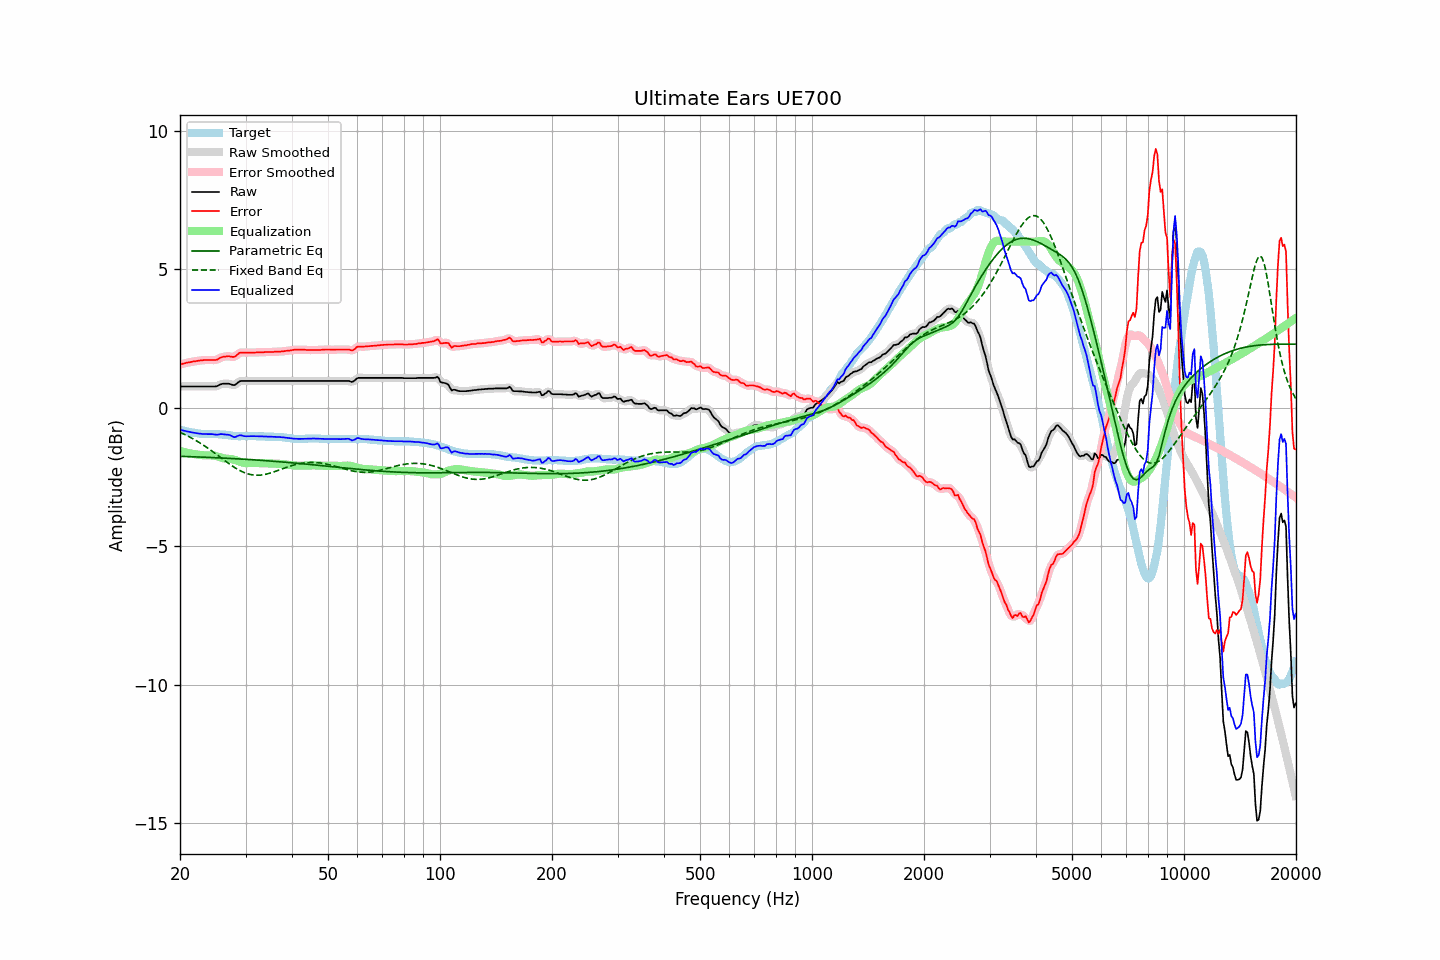 Ultimate Ears UE700
Target
Raw Smoothed
Error Smoothed
Raw
Error
Equalization
Parametric Eq
Fixed Band Eq
Equalized
10
5
0
−5
−10
−15
Amplitude (dBr)
20
50
100
200
500
1000
2000
5000
10000
20000
Frequency (Hz)